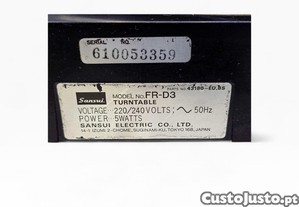 SERIAL NO.
610053359
Sansui
MODEL NO. FR-D3
TURNTABLE
VOLTAGE 220/240VOLTS; 50Hz
POWER 5WATTS
SANSUI ELECTRIC CO., LTD.
14-1 IZUMI 2-CHOME, SUGINAMI-KU, TOKYO 168, JAPAN
CustoJusto.pt